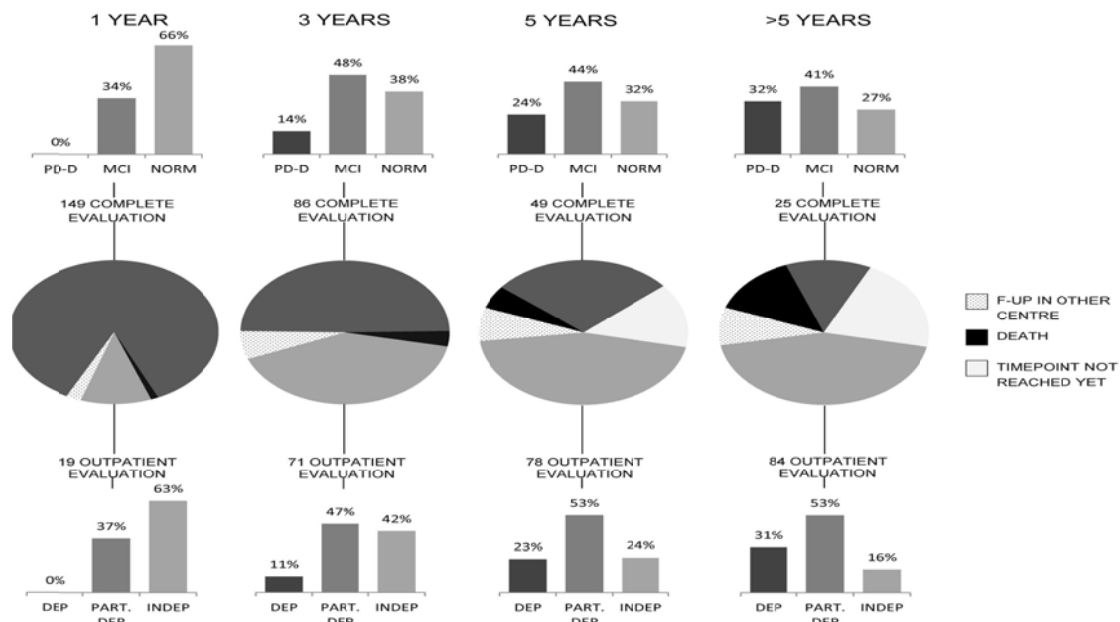 1 YEAR
3 YEARS
5 YEARS
>5 YEARS
0%
34%
66%
14%
48%
38%
24%
44%
32%
32%
41%
27%
PD-D MCI NORM
PD-D MCI NORM
PD-D MCI NORM
PD-D MCI NORM
149 COMPLETE
EVALUATION
86 COMPLETE
EVALUATION
49 COMPLETE
EVALUATION
25 COMPLETE
EVALUATION
F-UP IN OTHER
CENTRE
DEATH
TIMEPOINT NOT
REACHED YET
19 OUTPATIENT
EVALUATION
71 OUTPATIENT
EVALUATION
78 OUTPATIENT
EVALUATION
84 OUTPATIENT
EVALUATION
0%
37%
63%
11%
47%
42%
23%
53%
24%
31%
53%
16%
DEP PART. INDEP
DEP
DEP PART. INDEP
DEP
DEP PART. INDEP
DEP
DEP PART. INDEP
DEP